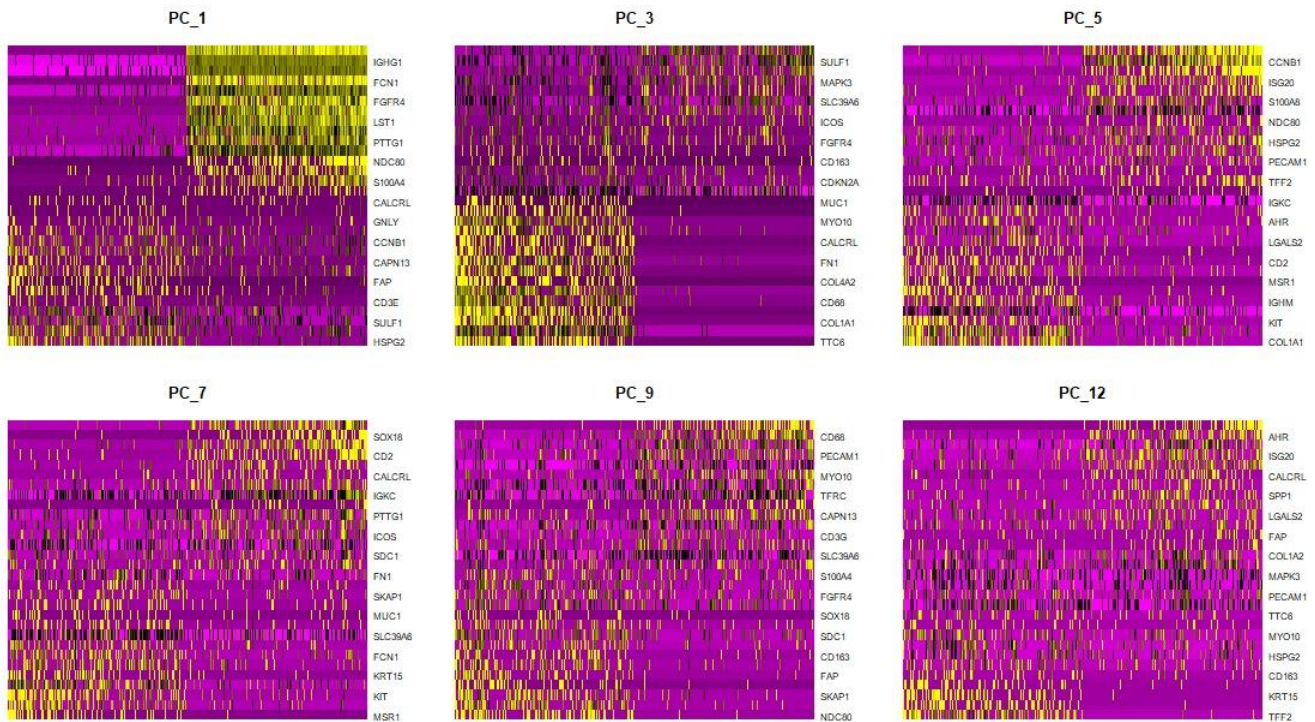 PC_1
IGHG1
FCN1
FGFR4
LST1
PTTG1
NDC80
S100A4
CALCRL
GNLY
CCNB1
CAPN13
FAP
CD3E
SULF1
HSPG2
PC_3
SULF1
MAPK3
SLC39A6
ICOS
FGFR4
CD163
CDKN2A
MUC1
MYO10
CALCRL
FN1
COL4A2
CD68
COL1A1
TTC6
PC_5
CCNB1
ISG20
S100A8
NDC80
HSPG2
PECAM1
TFF2
IGKC
AHR
LGALS2
CD2
MSR1
IGHM
KIT
COL1A1
PC_7
SOX18
CD2
CALCRL
IGKC
PTTG1
ICOS
SDC1
FN1
SKAP1
MUC1
SLC39A6
FCN1
KRT15
KIT
MSR1
PC_9
CD68
PECAM1
MYO10
TFRC
CAPN13
CD3G
SLC39A6
S100A4
FGFR4
SOX18
SDC1
CD163
FAP
SKAP1
NDC80
PC_12
AHR
ISG20
CALCRL
SPP1
LGALS2
FAP
COL1A2
MAPK3
PECAM1
TTC6
MYO10
HSPG2
CD163
KRT15
TFF2